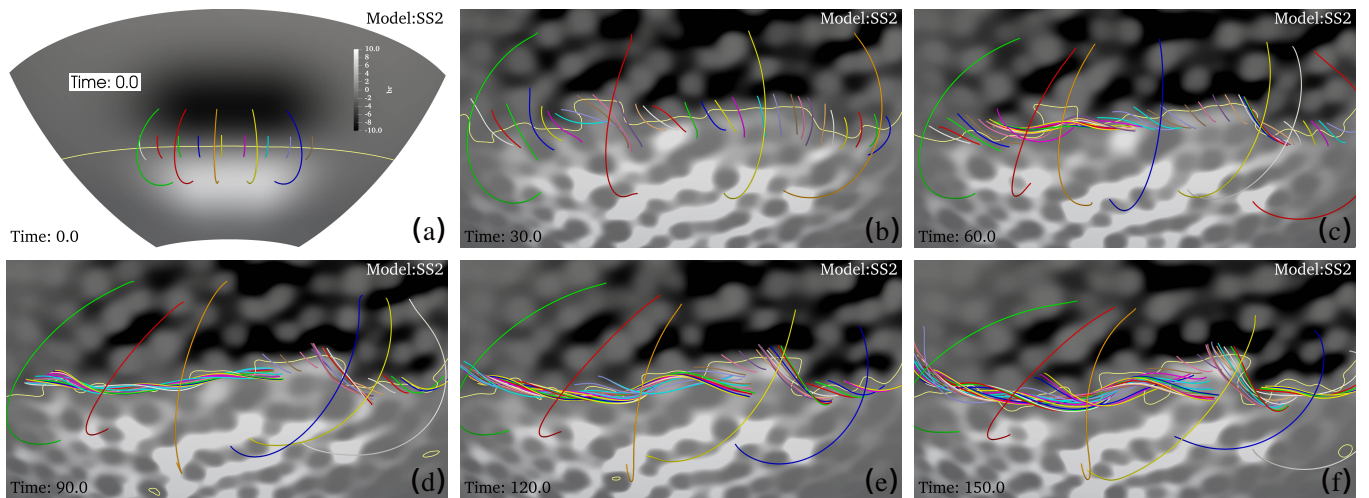 Model:SS2
Time: 0.0
10.0
8
6
4
2
0
-2
-4
-6
-8
-10.0
br
Time: 0.0
(a)
Model:SS2
Time: 30.0
(b)
Model:SS2
Time: 60.0
(c)
Model:SS2
Time: 90.0
(d)
Model:SS2
Time: 120.0
(e)
Model:SS2
Time: 150.0
(f)